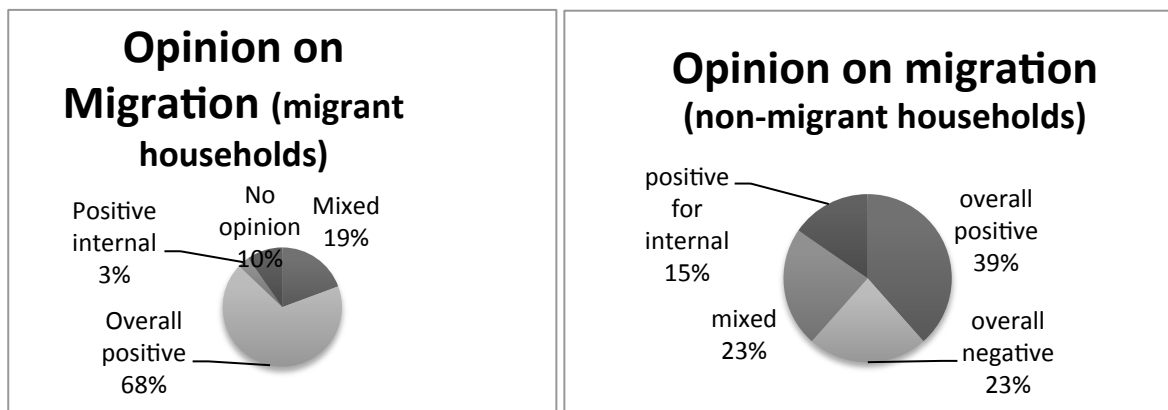 Opinion on
Migration (migrant
households)
No
opinion
10%
Mixed
19%
Positive
internal
3%
Overall
positive
68%
Opinion on migration
(non-migrant households)
positive
for
internal
15%
overall
positive
39%
mixed
23%
overall
negative
23%